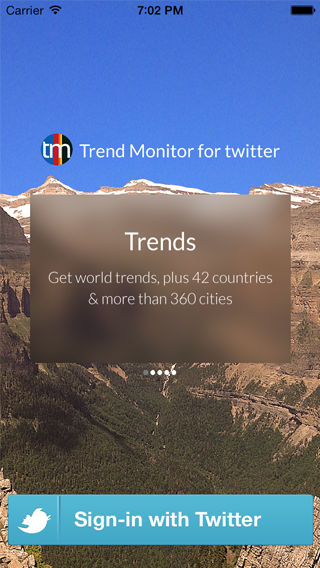 Carrier 7:02 PM
tm Trend Monitor for twitter
Trends
Get world trends, plus 42 countries
& more than 360 cities
Sign-in with Twitter